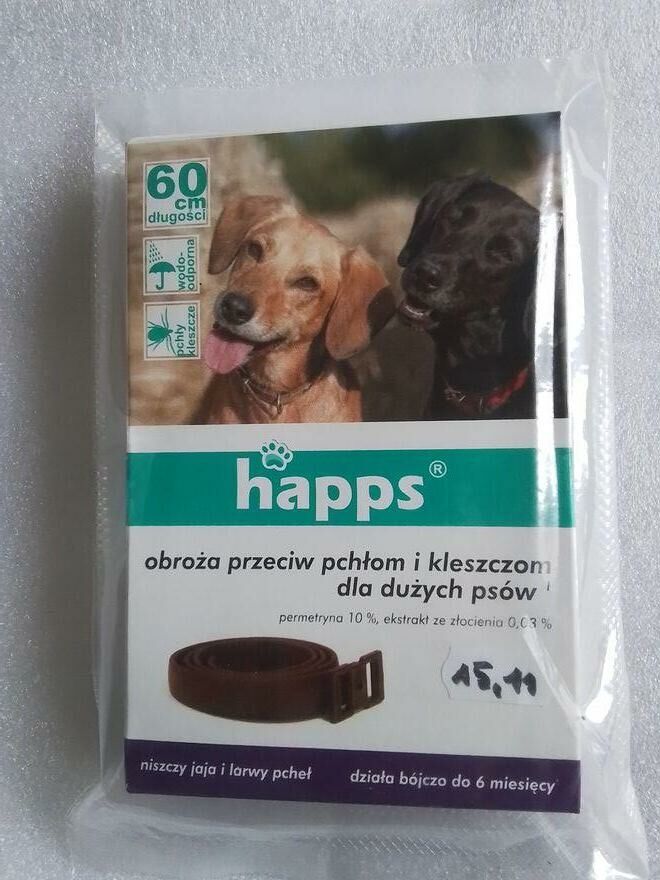 60
cm
długości
wodo-
odporna
pchły
kleszcze
happs®
obroża przeciw pchłom i kleszczom
dla dużych psów
permetryna 10 %, ekstrakt ze złocienia 0,03 %
15,11
niszczy jaja i larwy pcheł
działa bójczo do 6 miesięcy